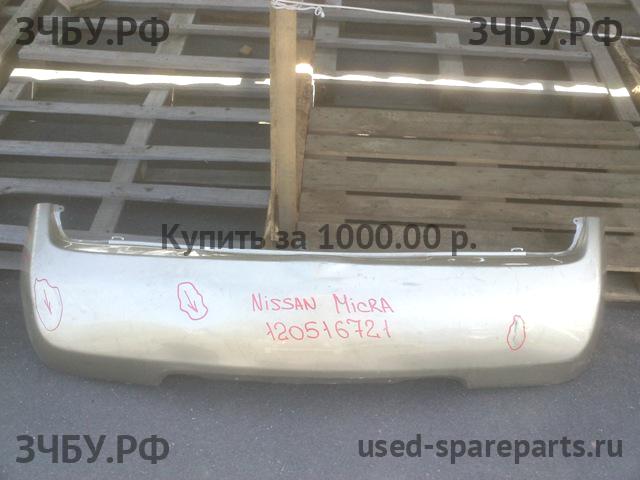 ЗЧБУ.РФ ЗЧБУ.РФ
Купить за 1000.00 р.
NISSAN MICRA
120516721
ЗЧБУ.РФ used-spareparts.ru